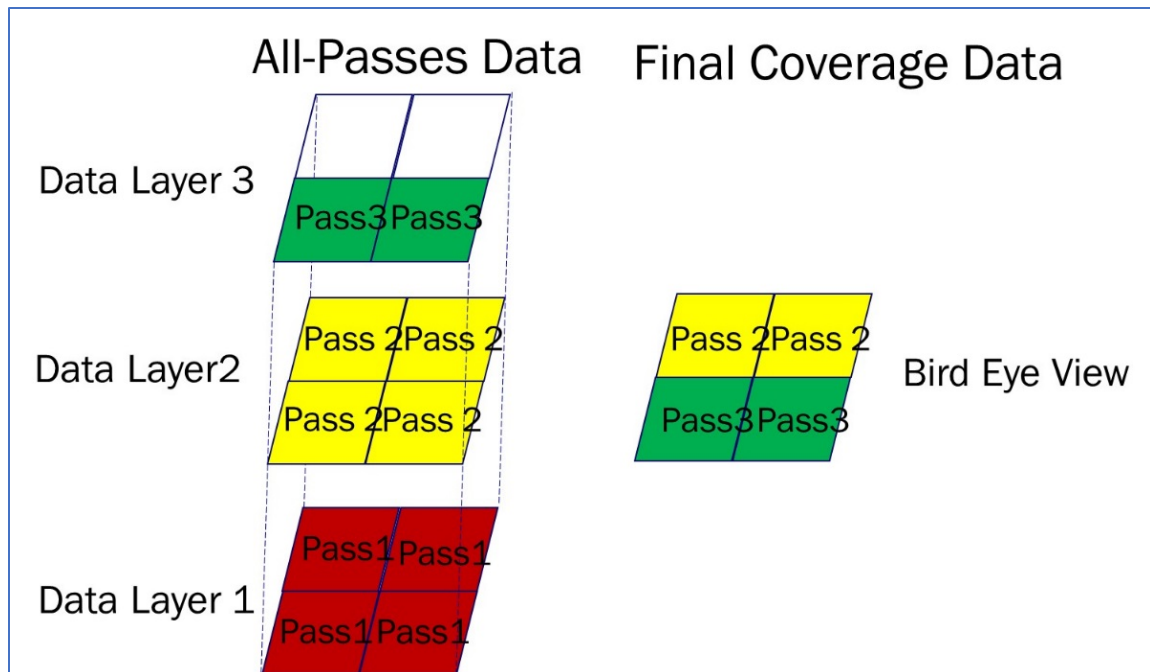 All-Passes Data
Final Coverage Data
Data Layer 3
Pass3 Pass3
Data Layer2
Pass 2 Pass 2
Pass 2 Pass 2
Pass 2 Pass 2
Pass3 Pass3
Bird Eye View
Data Layer 1
Pass1 Pass1
Pass1 Pass1